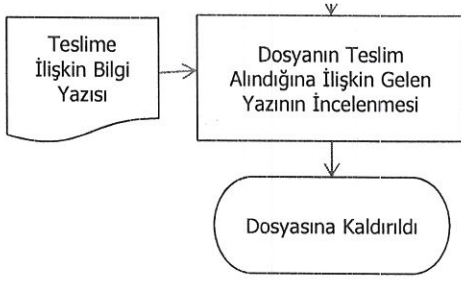 Teslime
İlişkin Bilgi
Yazısı
Dosyanın Teslim
Alındığına İlişkin Gelen
Yazının İncelenmesi
Dosyasına Kaldırıldı